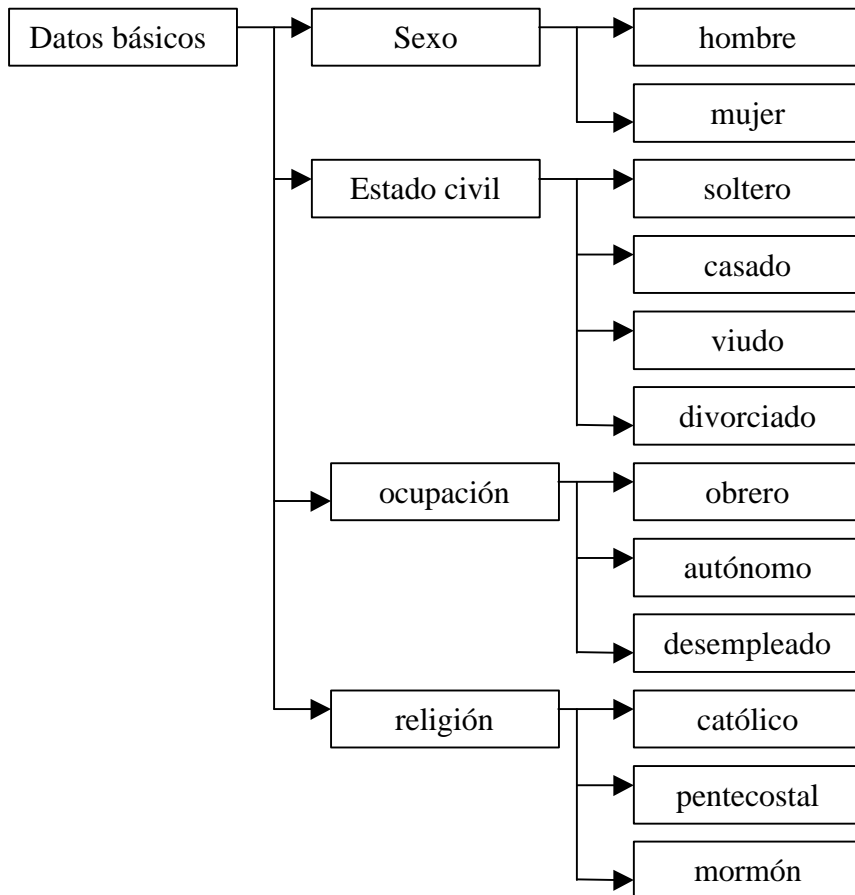 Datos básicos
Sexo
hombre
mujer
Estado civil
soltero
casado
viudo
divorciado
ocupación
obrero
autónomo
desempleado
religión
católico
pentecostal
mormón